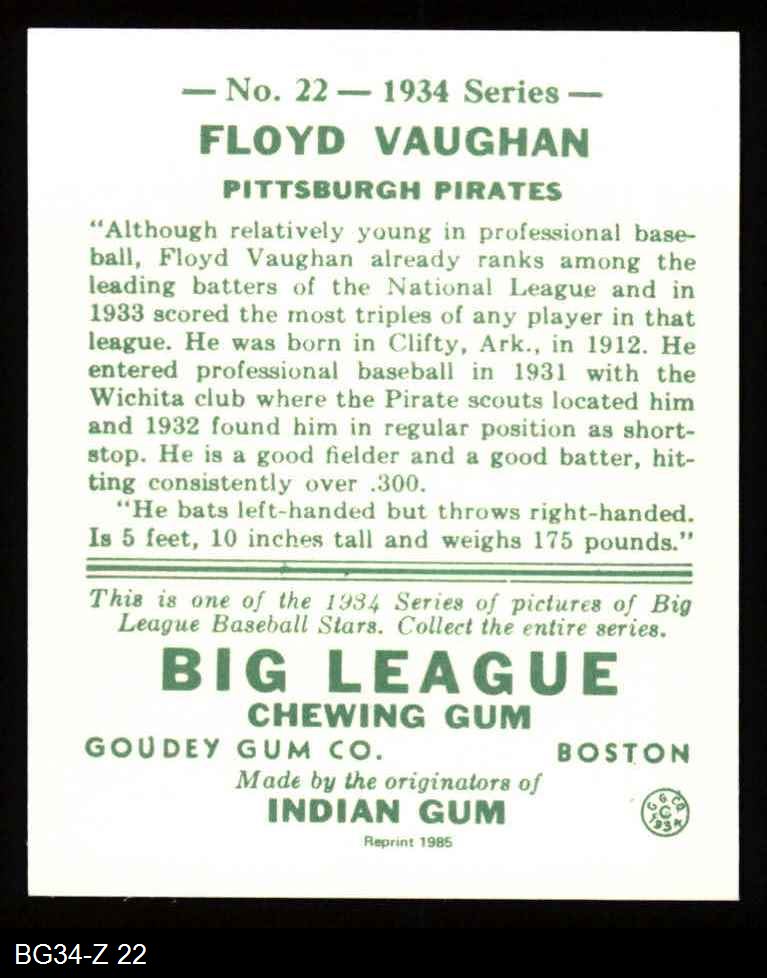 — No. 22 — 1934 Series —
FLOYD VAUGHAN
PITTSBURGH PIRATES
"Although relatively young in professional base-
ball, Floyd Vaughan already ranks among the
leading batters of the National League and in
1933 scored the most triples of any player in that
league. He was born in Clifty, Ark., in 1912. He
entered professional baseball in 1931 with the
Wichita club where the Pirate scouts located him
and 1932 found him in regular position as short-
stop. He is a good fielder and a good batter, hit-
ting consistently over .300.
"He bats left-handed but throws right-handed.
Is 5 feet, 10 inches tall and weighs 175 pounds."
This is one of the 1934 Series of pictures of Big
League Baseball Stars. Collect the entire series.
BIG LEAGUE
CHEWING GUM
GOUDEY GUM CO. BOSTON
Made by the originators of
INDIAN GUM
G G CO
C
1934
Reprint 1985
BG34-Z 22